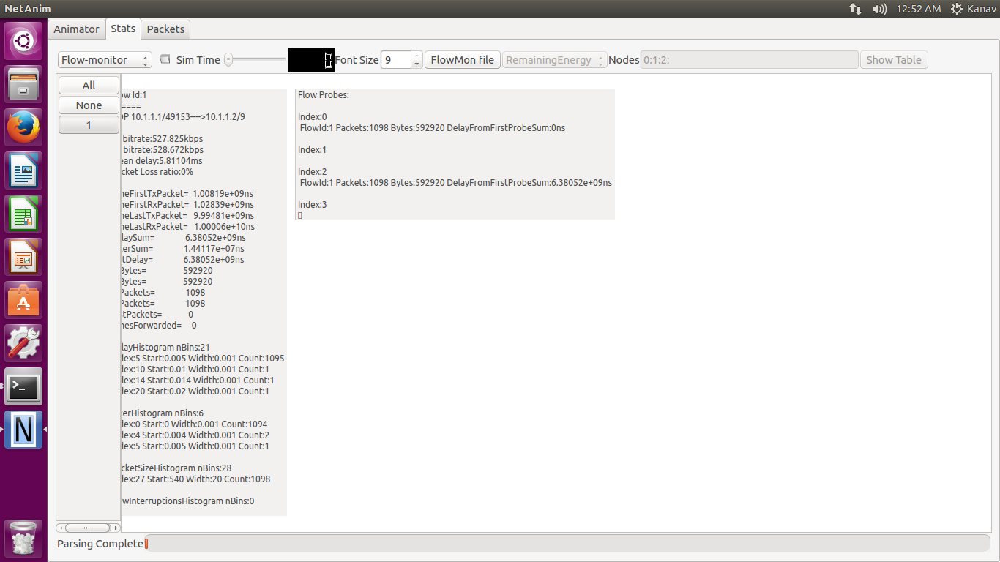 NetAnim
12:52 AM
Kanav
Animator
Stats
Packets
Flow-monitor
Sim Time
Font Size
9
FlowMon file
RemainingEnergy
Nodes
0:1:2:
Show Table
All
None
1
ow Id:1
=====
DP 10.1.1.1/49153---->10.1.1.2/9
bitrate:527.825kbps
bitrate:528.672kbps
ean delay:5.81104ms
cket Loss ratio:0%
neFirstTxPacket= 1.00819e+09ns
neFirstRxPacket= 1.02839e+09ns
neLastTxPacket= 9.99481e+09ns
neLastRxPacket= 1.00006e+10ns
laySum= 6.38052e+09ns
terSum= 1.44117e+07ns
stDelay= 6.38052e+09ns
Bytes= 592920
Bytes= 592920
Packets= 1098
Packets= 1098
stPackets= 0
nesForwarded= 0
layHistogram nBins:21
dex:5 Start:0.005 Width:0.001 Count:1095
dex:10 Start:0.01 Width:0.001 Count:1
dex:14 Start:0.014 Width:0.001 Count:1
dex:20 Start:0.02 Width:0.001 Count:1
terHistogram nBins:6
dex:0 Start:0 Width:0.001 Count:1094
dex:4 Start:0.004 Width:0.001 Count:2
dex:5 Start:0.005 Width:0.001 Count:1
cketSizeHistogram nBins:28
dex:27 Start:540 Width:20 Count:1098
owInterruptionsHistogram nBins:0
Flow Probes:
Index:0
FlowId:1 Packets:1098 Bytes:592920 DelayFromFirstProbeSum:0ns
Index:1
Index:2
FlowId:1 Packets:1098 Bytes:592920 DelayFromFirstProbeSum:6.38052e+09ns
Index:3
Parsing Complete